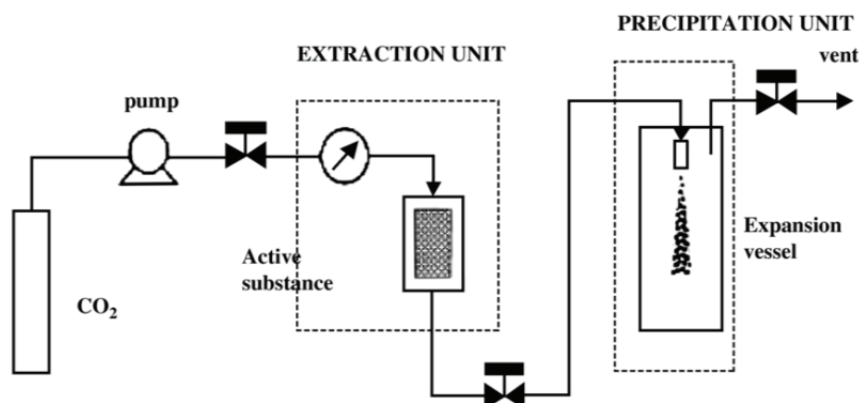 PRECIPITATION UNIT
vent
EXTRACTION UNIT
pump
Active
substance
Expansion
vessel
CO₂